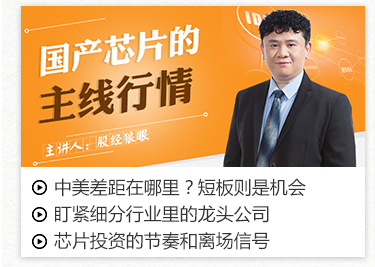 国产芯片的
主线行情
主讲人：股经狼眼
中美差距在哪里？短板则是机会
盯紧细分行业里的龙头公司
芯片投资的节奏和离场信号